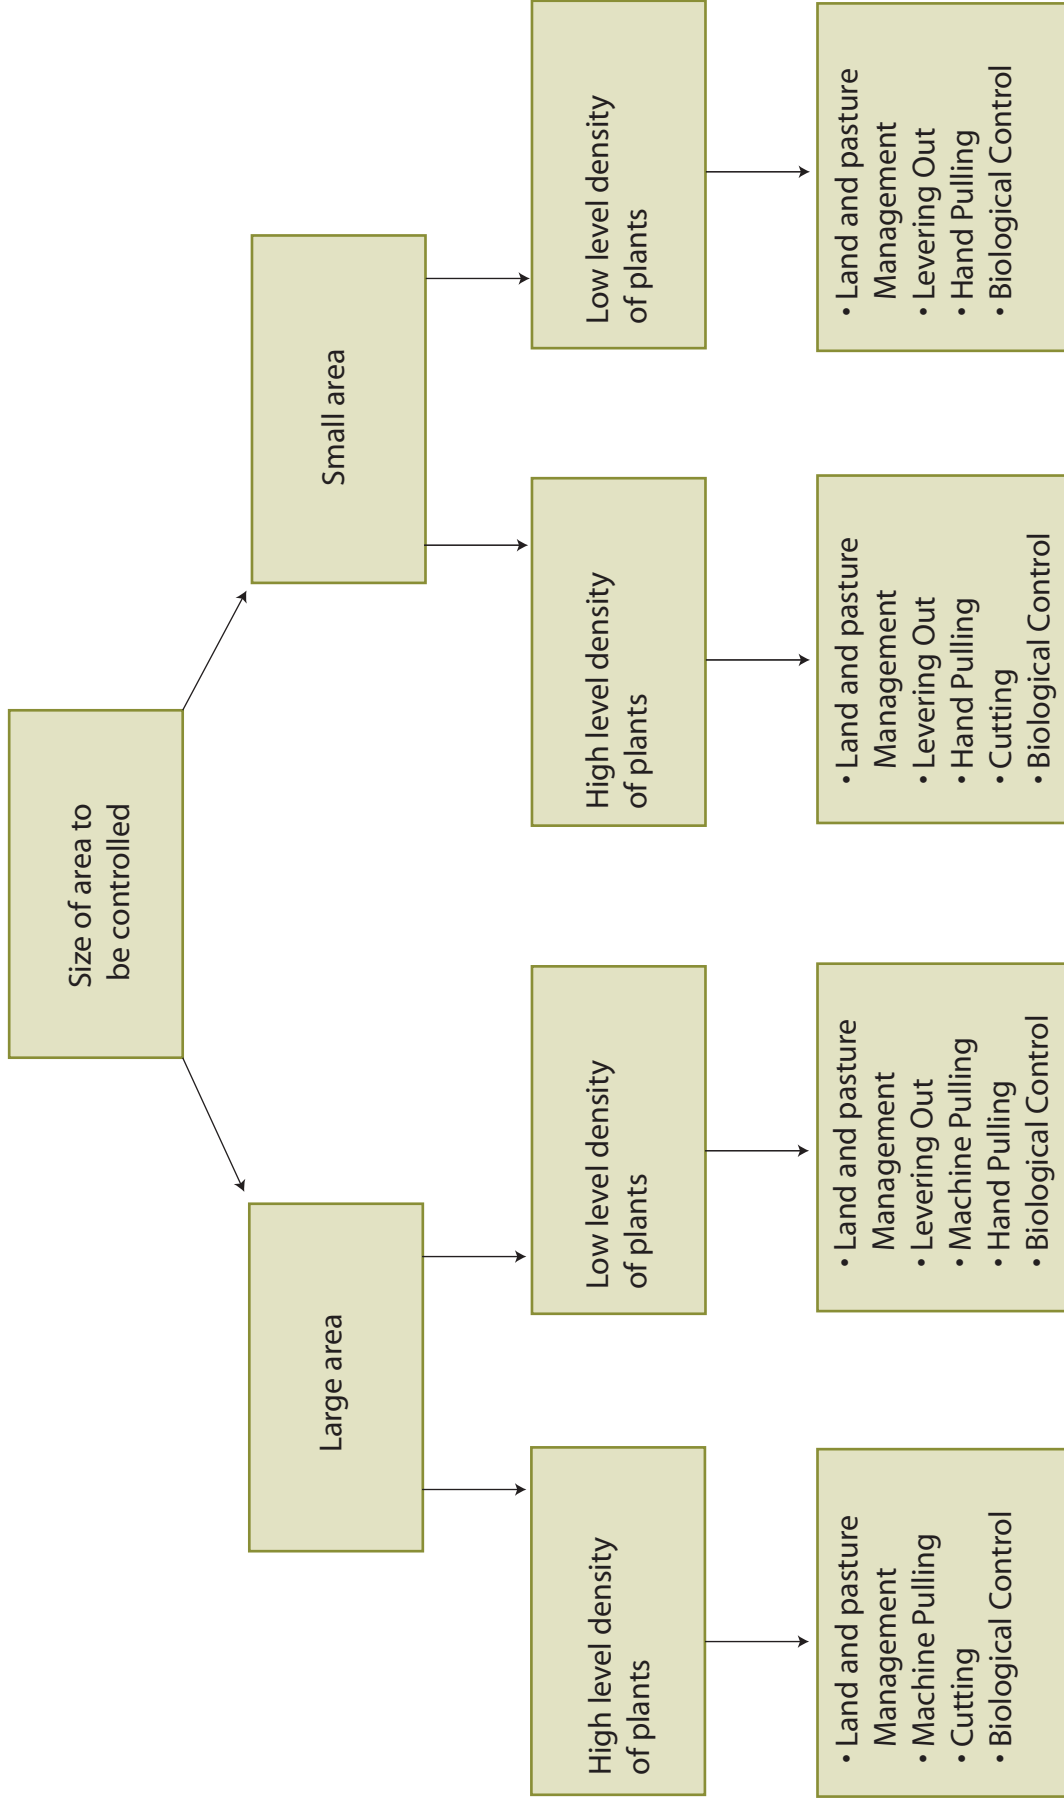 Size of area to
be controlled
Large area
Small area
High level density
of plants
Low level density
of plants
High level density
of plants
Low level density
of plants
• Land and pasture
Management
• Machine Pulling
• Cutting
• Biological Control
• Land and pasture
Management
• Levering Out
• Machine Pulling
• Hand Pulling
• Biological Control
• Land and pasture
Management
• Levering Out
• Hand Pulling
• Cutting
• Biological Control
• Land and pasture
Management
• Levering Out
• Hand Pulling
• Biological Control